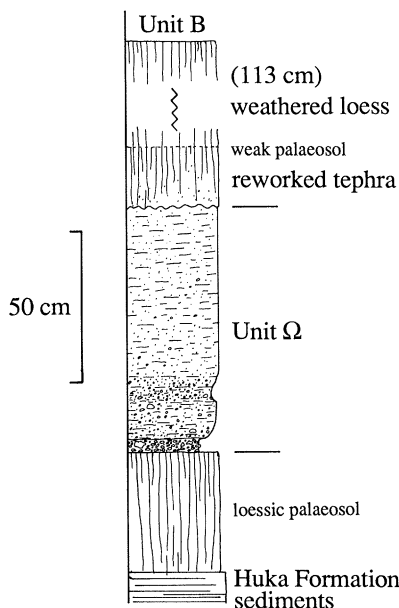 Unit B
(113 cm)
weathered loess
weak palaeosol
reworked tephra
50 cm
Unit Ω
loessic palaeosol
Huka Formation
sediments